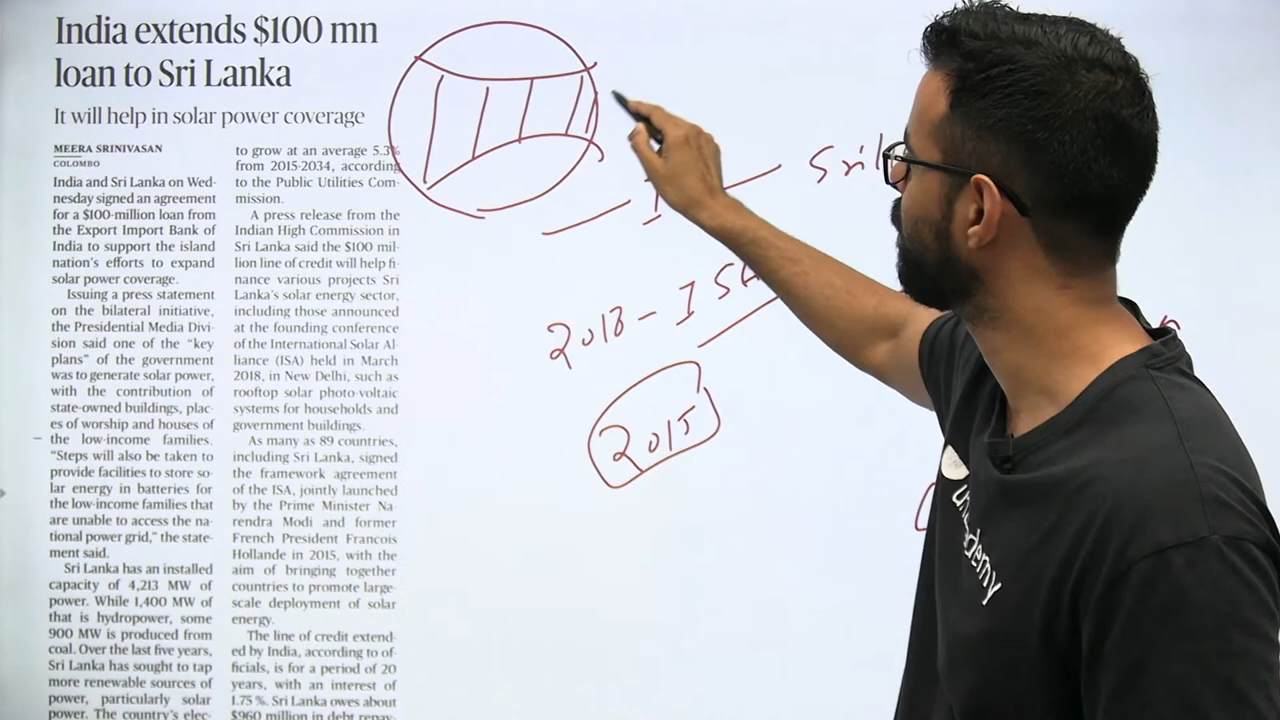 India extends $100 mn
loan to Sri Lanka
It will help in solar power coverage
MEERA SRINIVASAN
COLOMBO
India and Sri Lanka on Wed-
nesday signed an agreement
for a $100-million loan from
the Export Import Bank of
India to support the island
nation's efforts to expand
solar power coverage.
Issuing a press statement
on the bilateral initiative,
the Presidential Media Divi-
sion said one of the "key
plans" of the government
was to generate solar power,
with the contribution of
state-owned buildings, plac-
es of worship and houses of
the low-income families.
"Steps will also be taken to
provide facilities to store so-
lar energy in batteries for
the low-income families that
are unable to access the na-
tional power grid," the state-
ment said.
Sri Lanka has an installed
capacity of 4,213 MW of
power. While 1,400 MW of
that is hydropower, some
900 MW is produced from
coal. Over the last five years,
Sri Lanka has sought to tap
more renewable sources of
power, particularly solar
power. The country's elec-
to grow at an average 5.3%
from 2015-2034, according
to the Public Utilities Com-
mission.
A press release from the
Indian High Commission in
Sri Lanka said the $100 mil-
lion line of credit will help fi-
nance various projects Sri
Lanka's solar energy sector,
including those announced
at the founding conference
of the International Solar Al-
liance (ISA) held in March
2018, in New Delhi, such as
rooftop solar photo-voltaic
systems for households and
government buildings.
As many as 89 countries,
including Sri Lanka, signed
the framework agreement
of the ISA, jointly launched
by the Prime Minister Na-
rendra Modi and former
French President Francois
Hollande in 2015, with the
aim of bringing together
countries to promote large-
scale deployment of solar
energy.
The line of credit extend-
ed by India, according to of-
ficials, is for a period of 20
years, with an interest of
1.75 %. Sri Lanka owes about
$960 million in debt repay-
Sril
2018 - ISA
2015